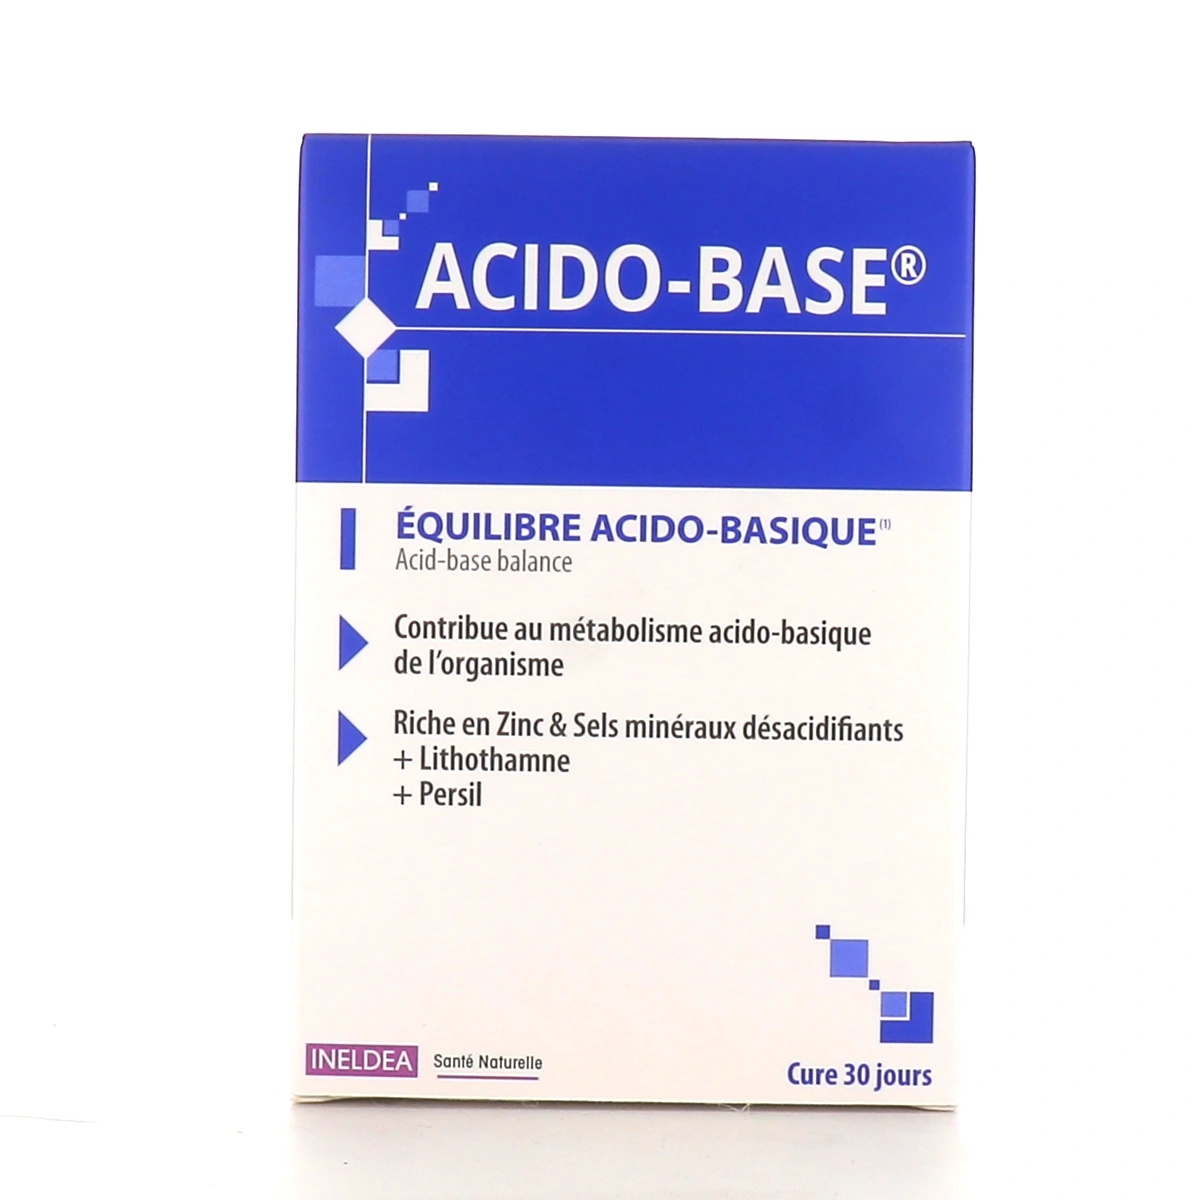 ACIDO-BASE®
ÉQUILIBRE ACIDO-BASIQUE(1)
Acid-base balance
Contribue au métabolisme acido-basique
de l'organisme
Riche en Zinc & Sels minéraux désacidifiants
+ Lithothamne
+ Persil
INELDEA Santé Naturelle
Cure 30 jours